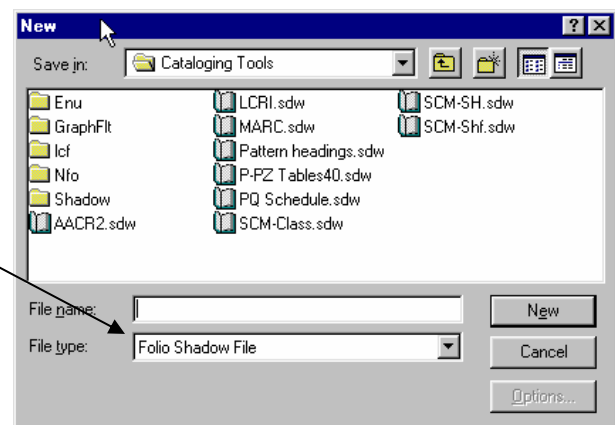 New
Save in: Cataloging Tools
Enu LCRI.sdw SCM-SH.sdw
GraphFlt MARC.sdw SCM-Shf.sdw
Icf Pattern headings.sdw
Nfo P-PZ Tables40.sdw
Shadow PQ Schedule.sdw
AACR2.sdw SCM-Class.sdw
File name: New
File type: Folio Shadow File Cancel
Options...